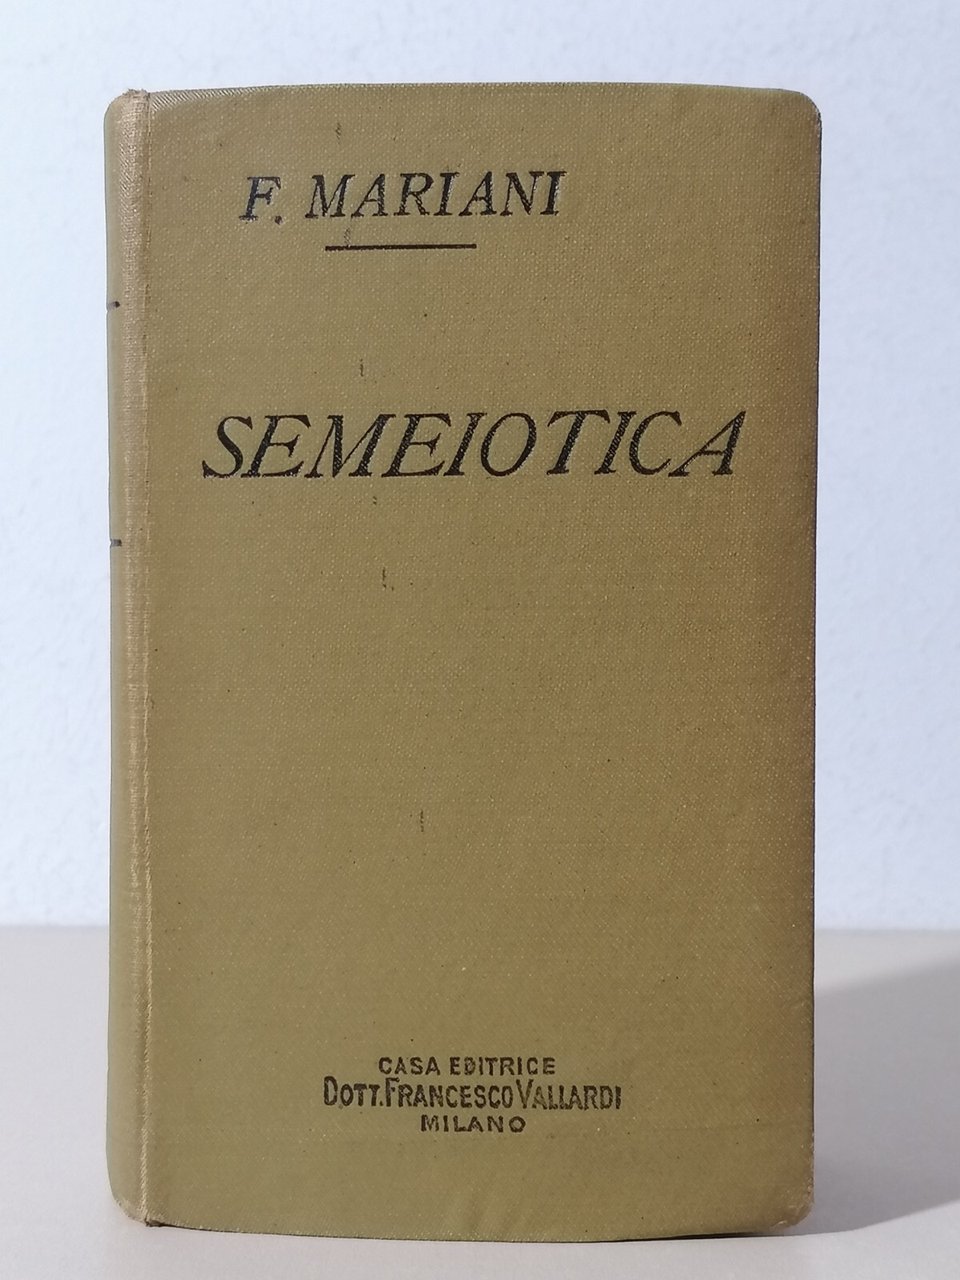 F. MARIANI
SEMEIOTICA
CASA EDITRICE
DOTT. FRANCESCO VALLARDI
MILANO